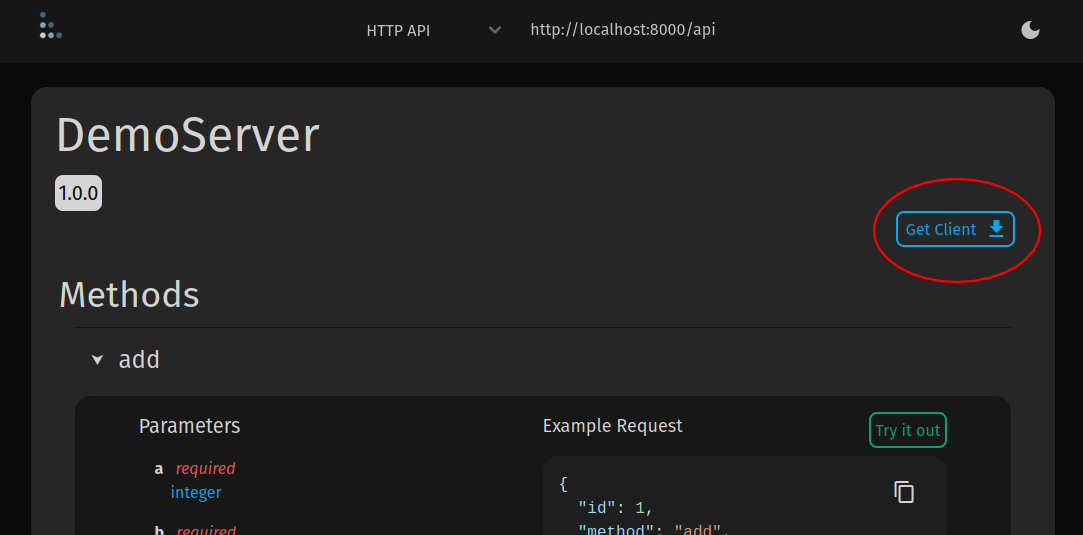 HTTP API
http://localhost:8000/api
DemoServer
1.0.0
Get Client
Methods
add
Parameters
Example Request
Try it out
a required
integer
{
"id": 1,
b required
"method": "add",